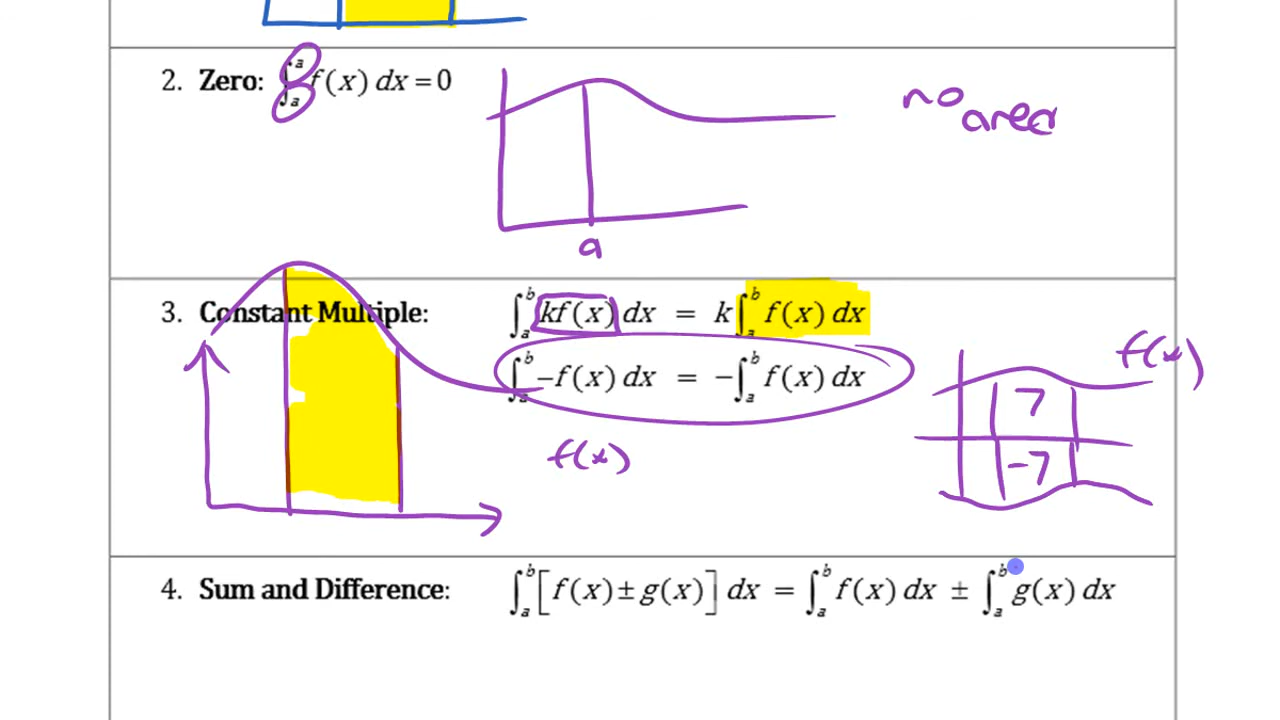 2. Zero: ∫_a^a f(x) dx = 0
no
area
a
3. Constant Multiple: ∫_a^b kf(x) dx = k∫_a^b f(x) dx
∫_a^b −f(x) dx = −∫_a^b f(x) dx
f(x)
7
-7
f(x)
4. Sum and Difference: ∫_a^b [f(x) ± g(x)] dx = ∫_a^b f(x) dx ± ∫_a^b g(x) dx